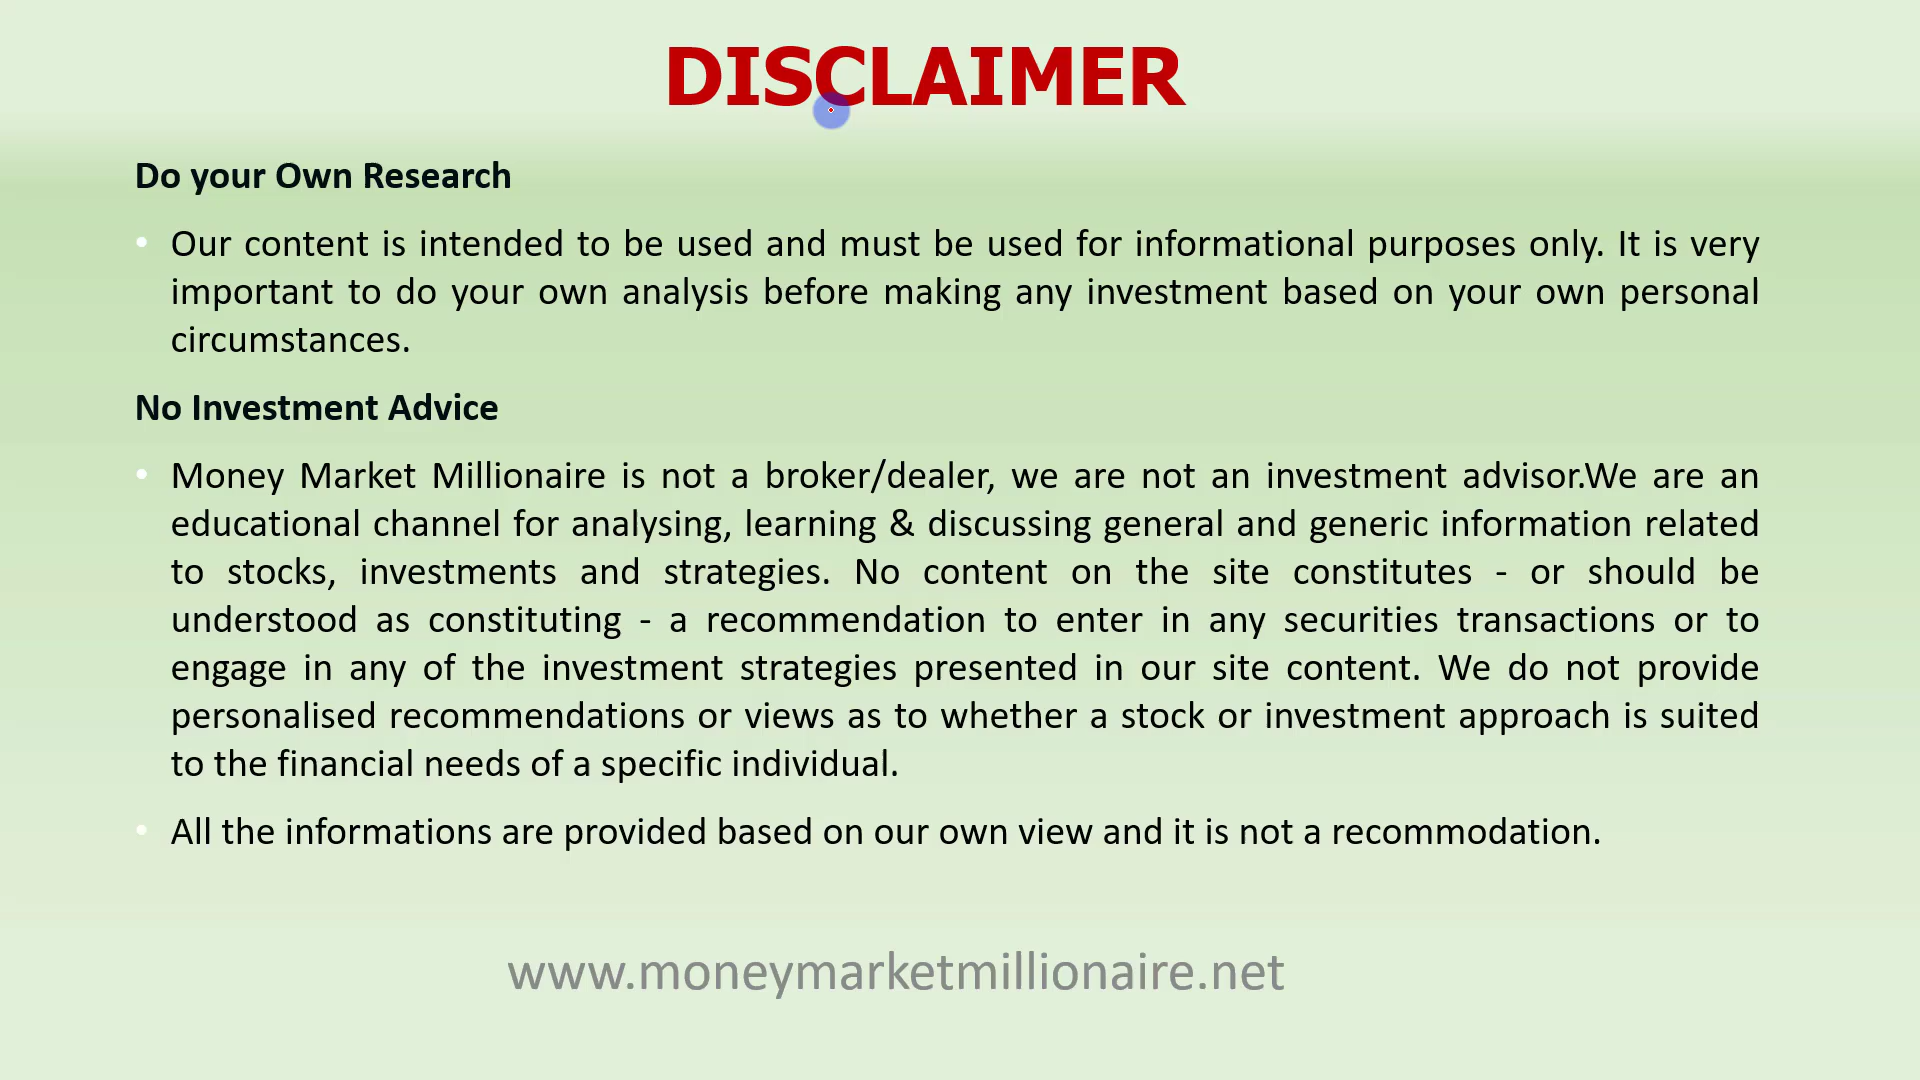 DISCLAIMER
Do your Own Research
• Our content is intended to be used and must be used for informational purposes only. It is very
important to do your own analysis before making any investment based on your own personal
circumstances.
No Investment Advice
• Money Market Millionaire is not a broker/dealer, we are not an investment advisor.We are an
educational channel for analysing, learning & discussing general and generic information related
to stocks, investments and strategies. No content on the site constitutes - or should be
understood as constituting - a recommendation to enter in any securities transactions or to
engage in any of the investment strategies presented in our site content. We do not provide
personalised recommendations or views as to whether a stock or investment approach is suited
to the financial needs of a specific individual.
• All the informations are provided based on our own view and it is not a recommodation.
www.moneymarketmillionaire.net